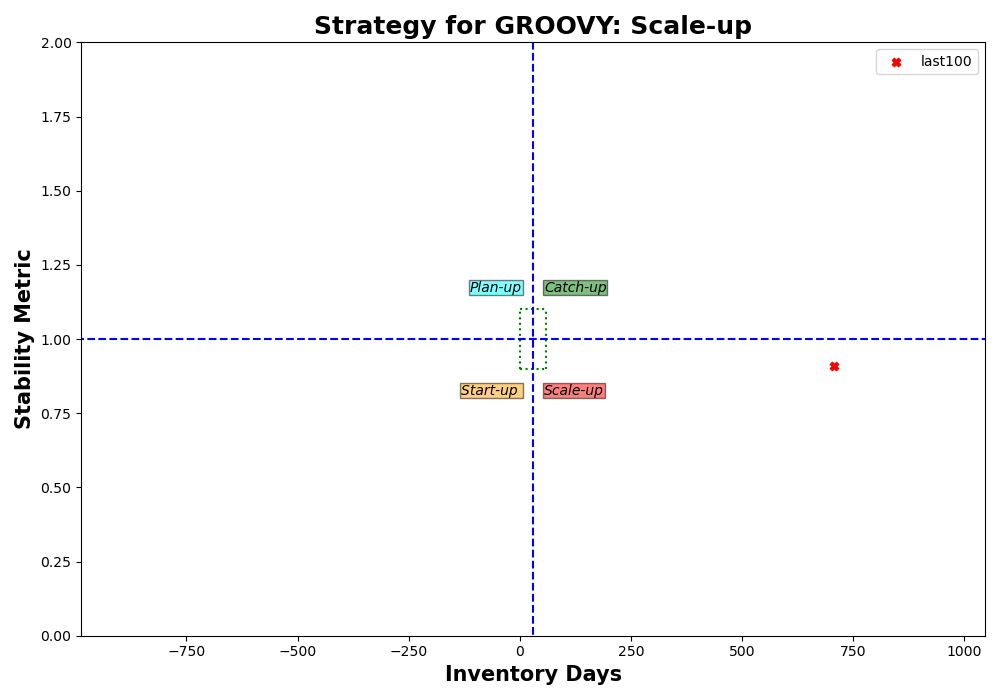 Strategy for GROOVY: Scale-up
last100
2.00
1.75
1.50
1.25
1.00
0.75
0.50
0.25
0.00
Stability Metric
Plan-up
Catch-up
Start-up
Scale-up
−750
−500
−250
0
250
500
750
1000
Inventory Days